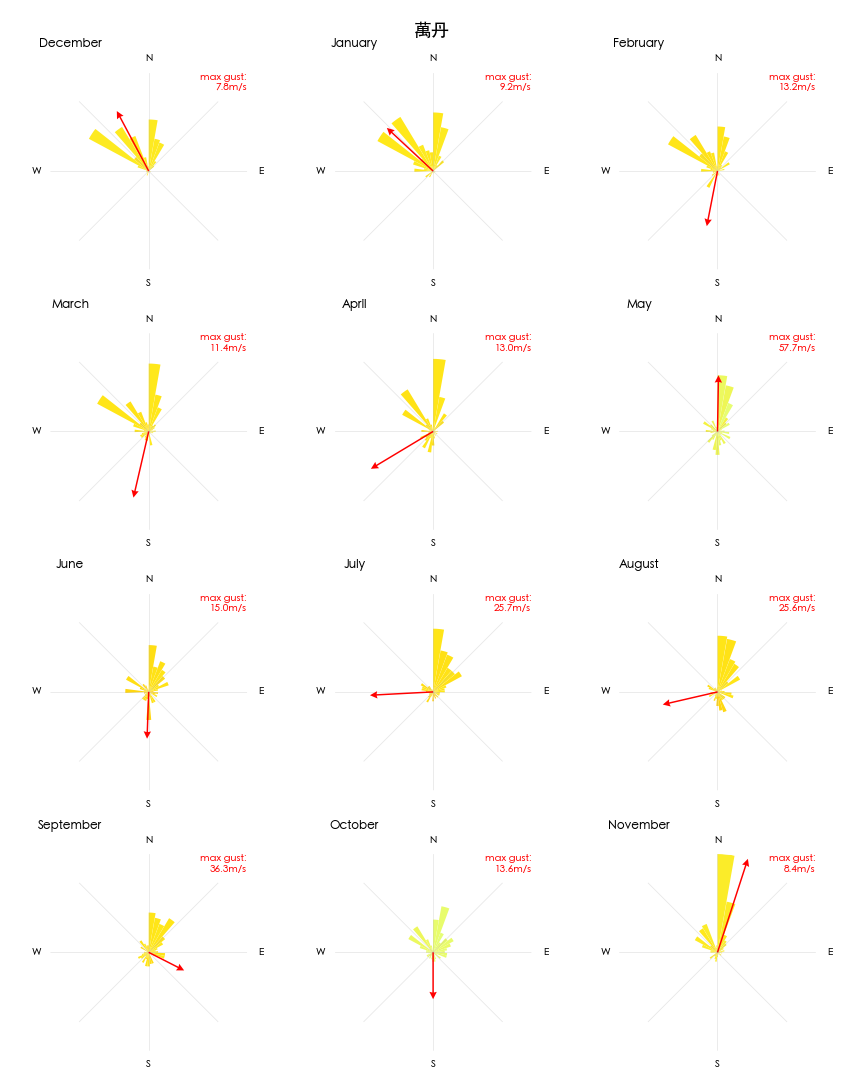 萬丹
December
N
max gust:
7.8m/s
W
E
S
January
N
max gust:
9.2m/s
W
E
S
February
N
max gust:
13.2m/s
W
E
S
March
N
max gust:
11.4m/s
W
E
S
April
N
max gust:
13.0m/s
W
E
S
May
N
max gust:
57.7m/s
W
E
S
June
N
max gust:
15.0m/s
W
E
S
July
N
max gust:
25.7m/s
W
E
S
August
N
max gust:
25.6m/s
W
E
S
September
N
max gust:
36.3m/s
W
E
S
October
N
max gust:
13.6m/s
W
E
S
November
N
max gust:
8.4m/s
W
E
S